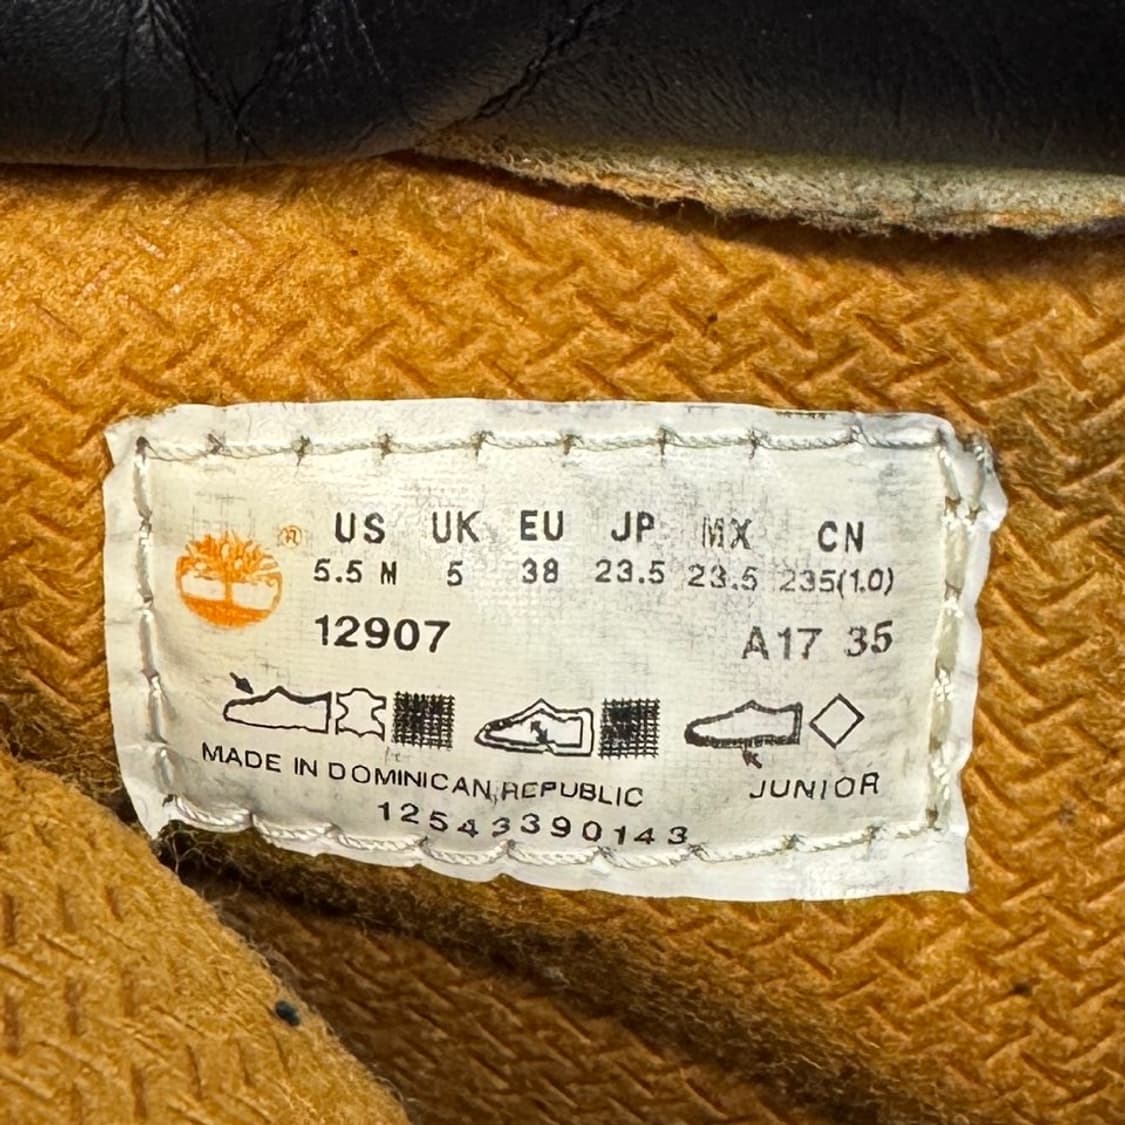 ® US UK EU JP MX CN
5.5 M 5 38 23.5 23.5 235(1.0)
12907 A17 35
MADE IN DOMINICAN REPUBLIC JUNIOR
12543390143